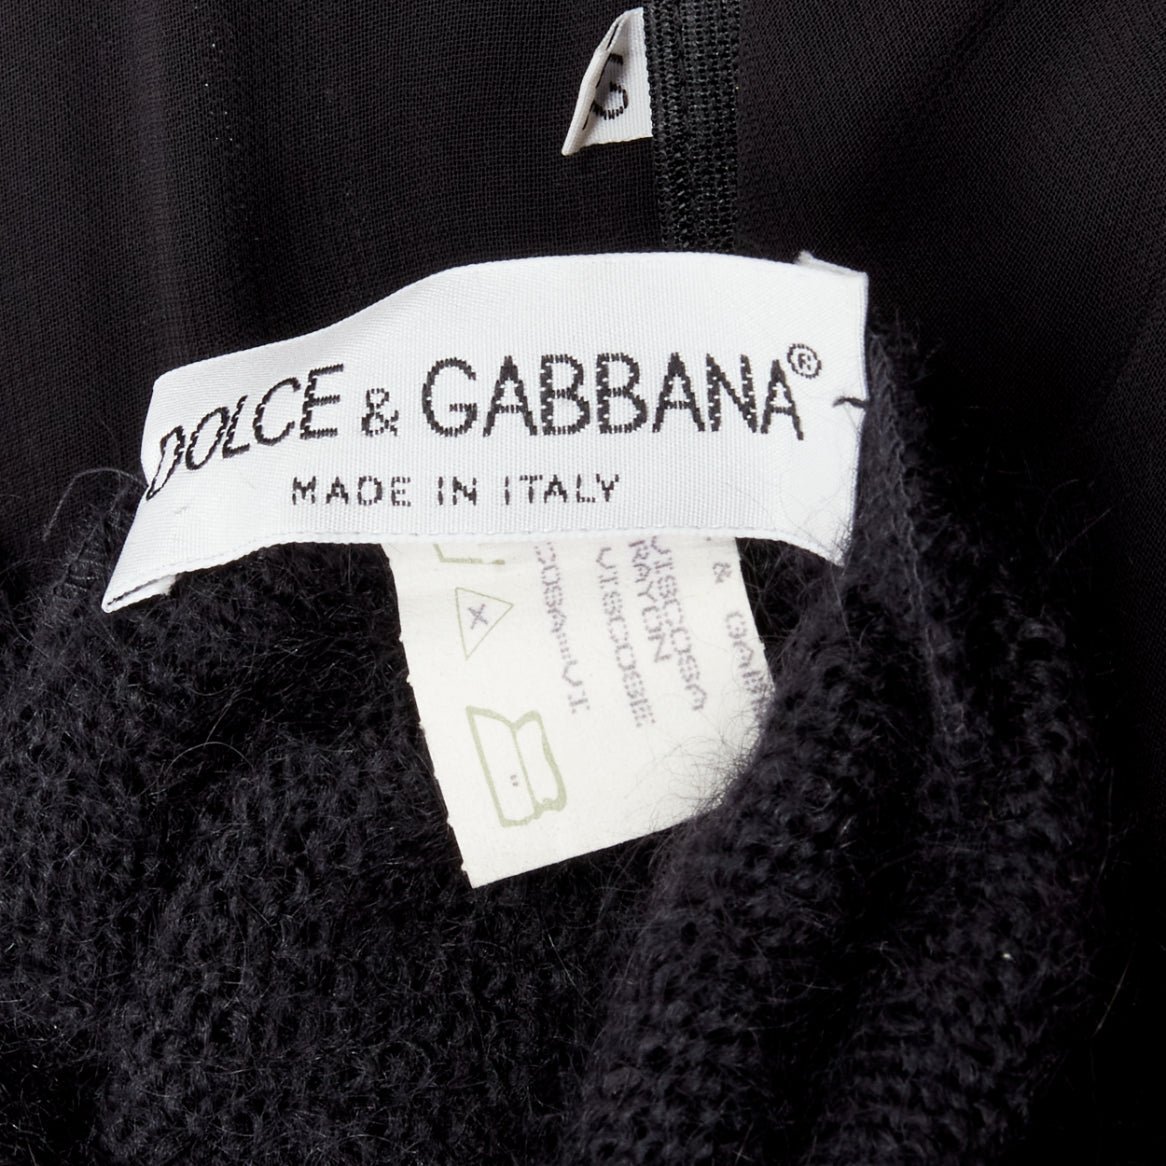 DOLCE & GABBANA®
MADE IN ITALY
VISCOSA
RAYON
VISCOSE